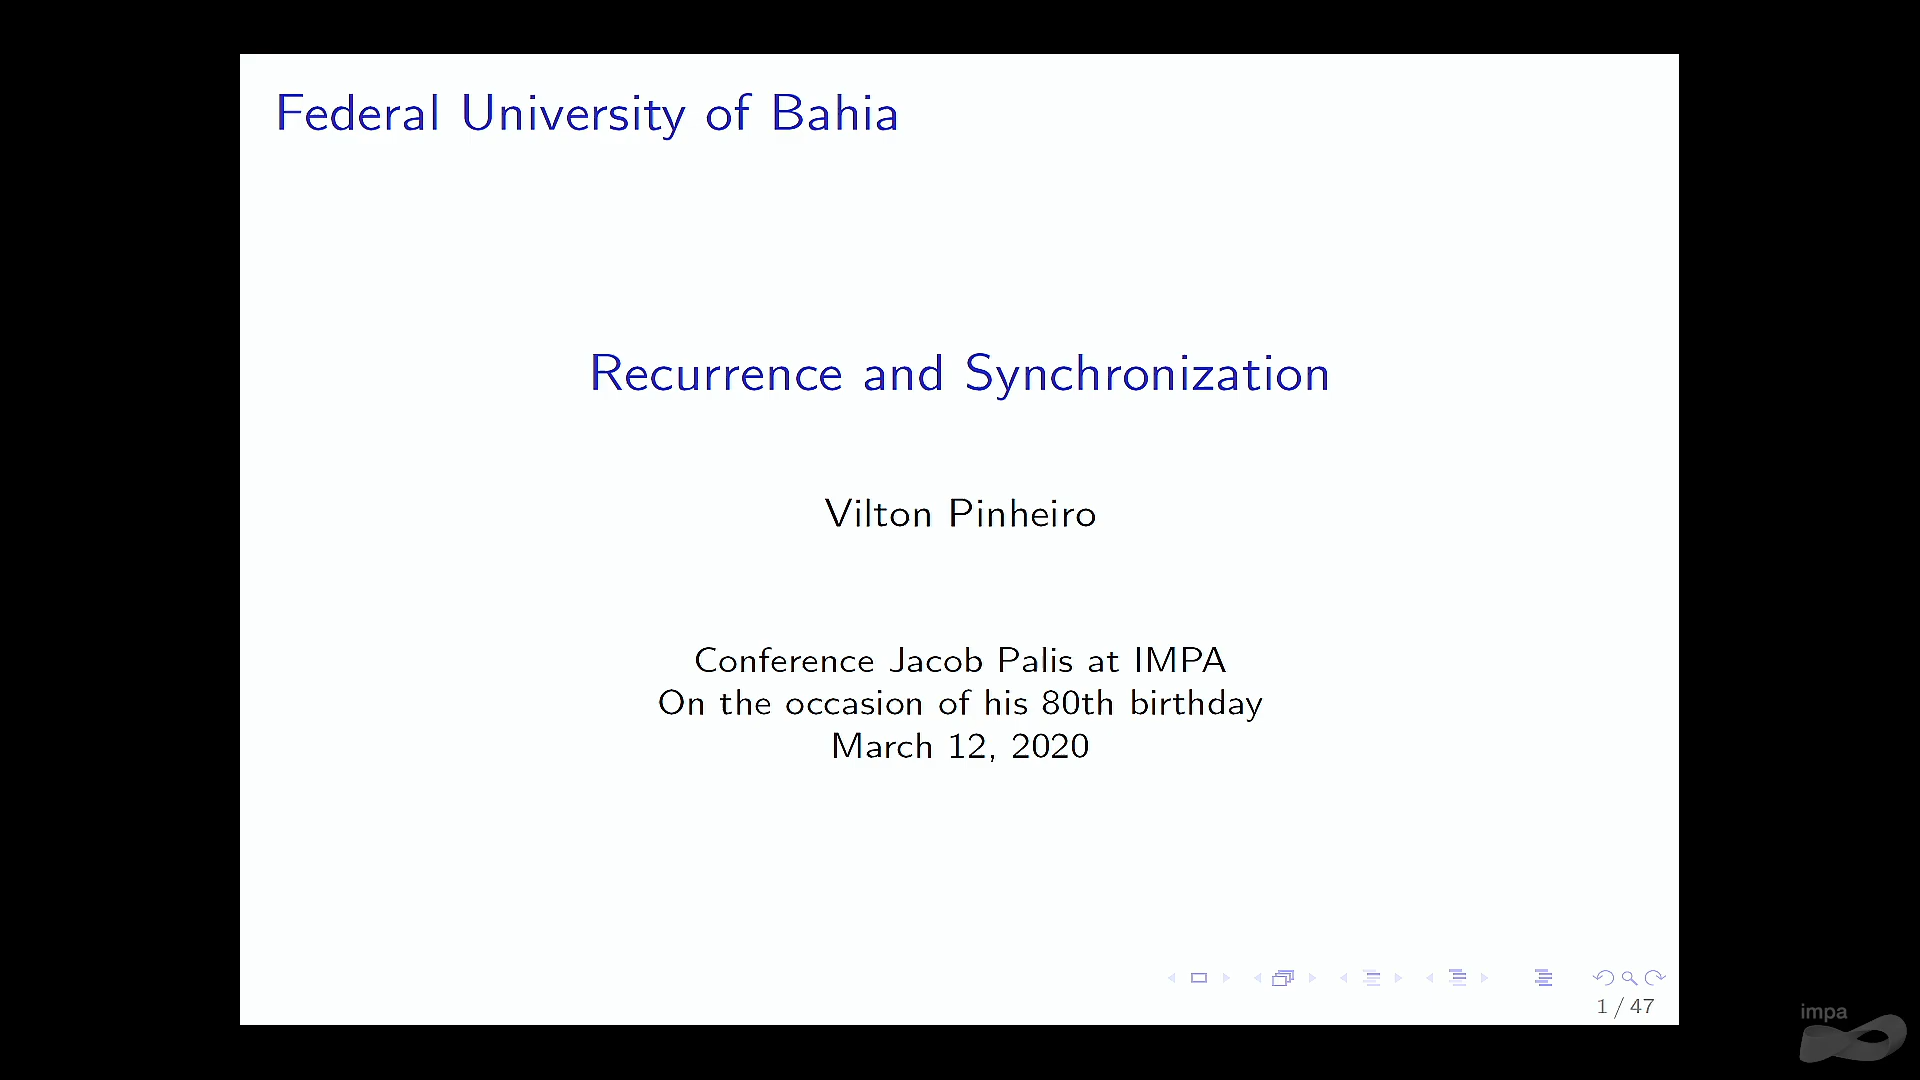 Federal University of Bahia
Recurrence and Synchronization
Vilton Pinheiro
Conference Jacob Palis at IMPA
On the occasion of his 80th birthday
March 12, 2020
1 / 47
impa